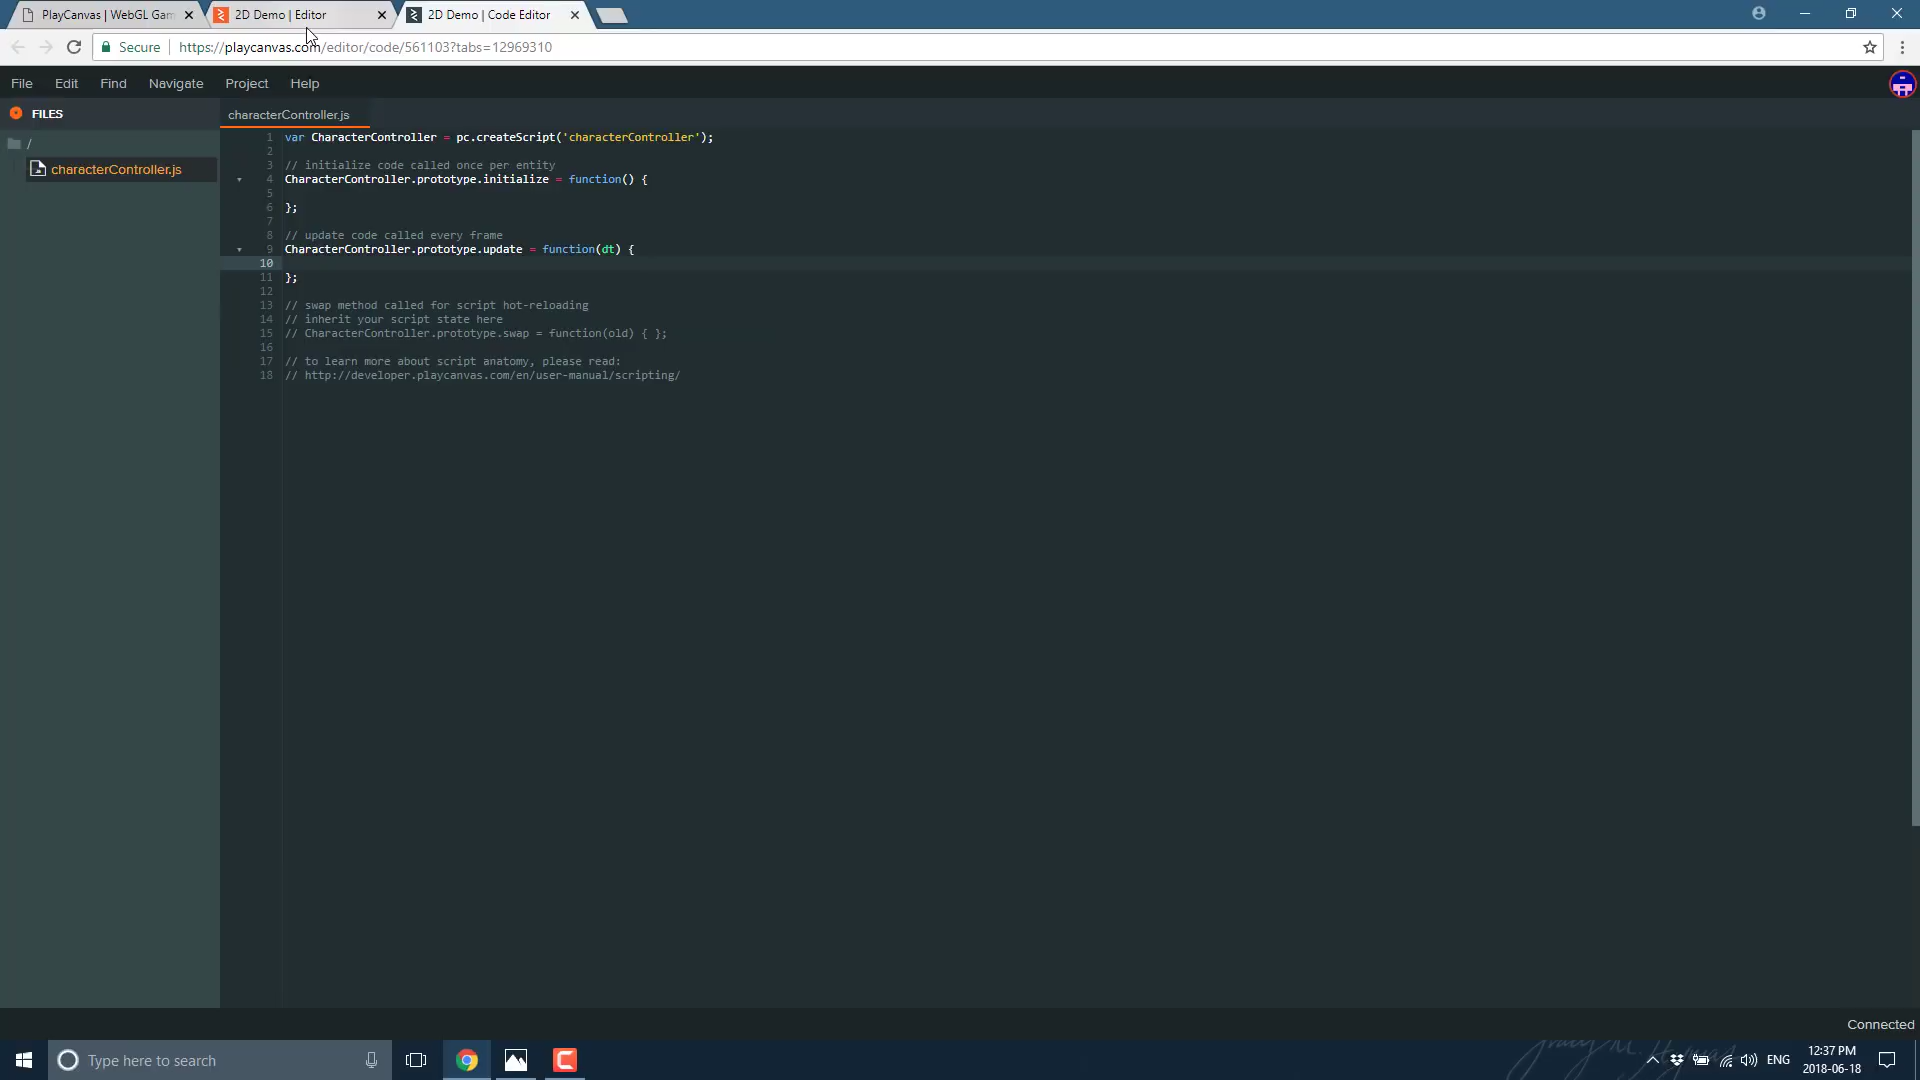 PlayCanvas | WebGL Gam
2D Demo | Editor
2D Demo | Code Editor
Secure
https://playcanvas.com/editor/code/561103?tabs=12969310
File Edit Find Navigate Project Help
FILES
characterController.js
/
1 var CharacterController = pc.createScript('characterController');
2
characterController.js
3 // initialize code called once per entity
4 CharacterController.prototype.initialize = function() {
5
6 };
7
8 // update code called every frame
9 CharacterController.prototype.update = function(dt) {
10
11 };
12
13 // swap method called for script hot-reloading
14 // inherit your script state here
15 // CharacterController.prototype.swap = function(old) { };
16
17 // to learn more about script anatomy, please read:
18 // http://developer.playcanvas.com/en/user-manual/scripting/
Connected
Type here to search
ENG
12:37 PM
2018-06-18